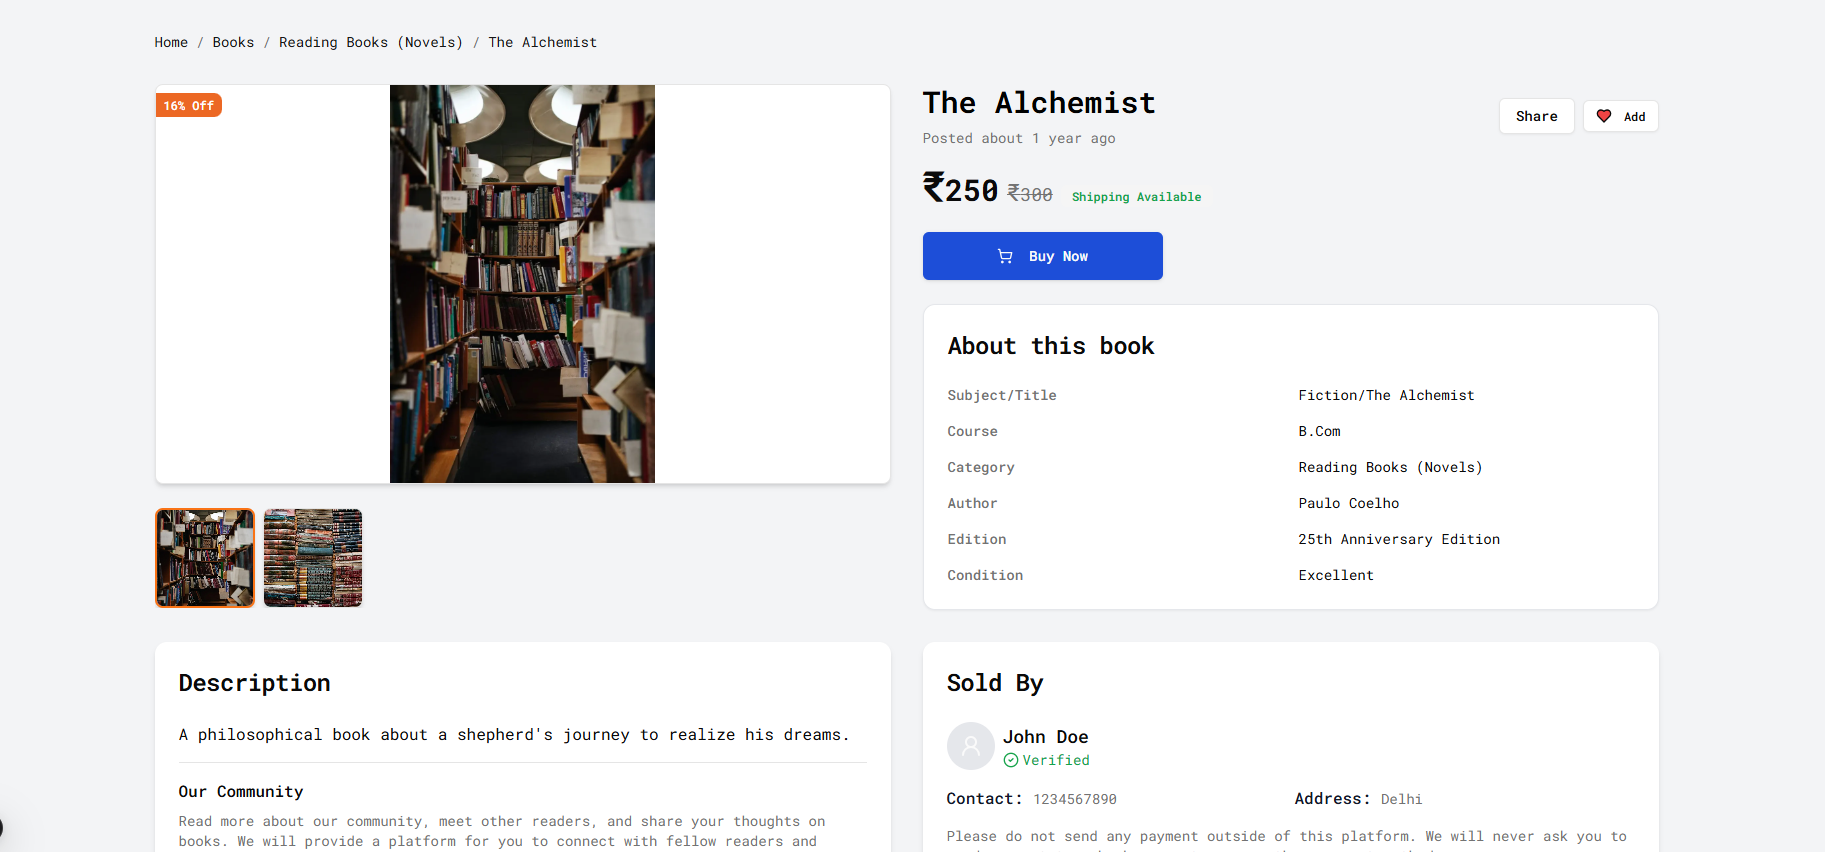 Home / Books / Reading Books (Novels) / The Alchemist
16% Off
The Alchemist
Posted about 1 year ago
Share
Add
₹250 ₹300 Shipping Available
Buy Now
About this book
Subject/Title Fiction/The Alchemist
Course B.Com
Category Reading Books (Novels)
Author Paulo Coelho
Edition 25th Anniversary Edition
Condition Excellent
Description
A philosophical book about a shepherd's journey to realize his dreams.
Our Community
Read more about our community, meet other readers, and share your thoughts on
books. We will provide a platform for you to connect with fellow readers and
Sold By
John Doe
Verified
Contact: 1234567890 Address: Delhi
Please do not send any payment outside of this platform. We will never ask you to